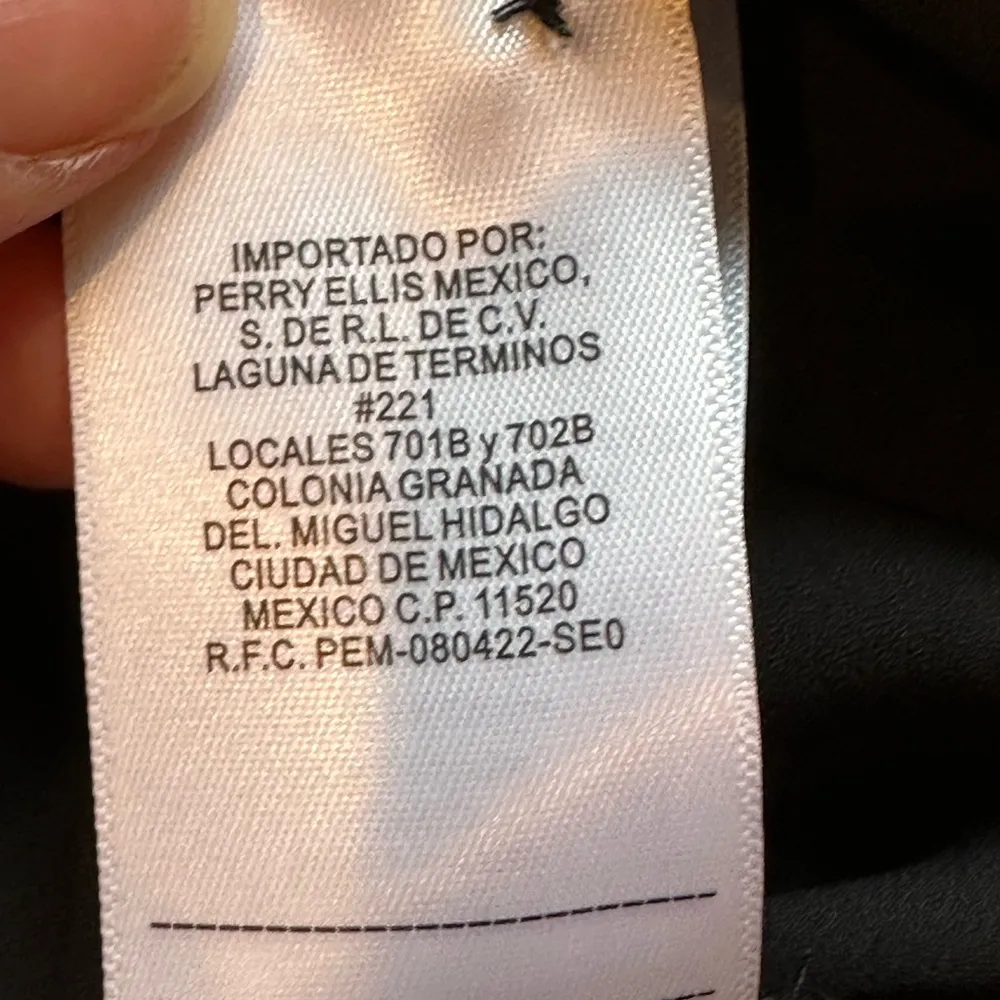 IMPORTADO POR:
PERRY ELLIS MEXICO,
S. DE R.L. DE C.V.
LAGUNA DE TERMINOS
#221
LOCALES 701B y 702B
COLONIA GRANADA
DEL. MIGUEL HIDALGO
CIUDAD DE MEXICO
MEXICO C.P. 11520
R.F.C. PEM-080422-SE0